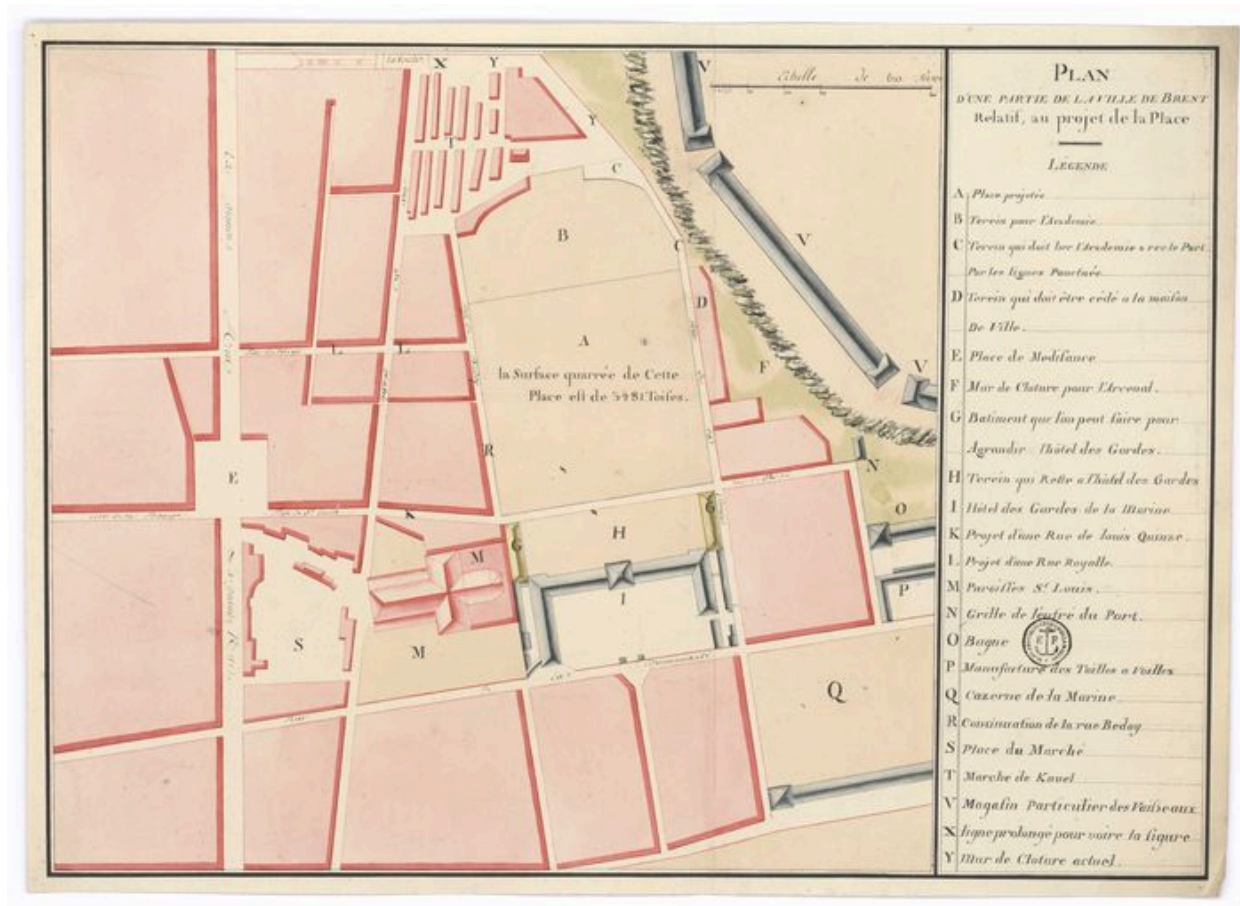 PLAN
D'UNE PARTIE DE LA VILLE DE BREST
Relatif, au projet de la Place
LÉGENDE
A Place projetée
B Terein pour l'Academie
C Terein qui doit lier l'Academie avec le Port
Par les lignes Ponctuée
D Terein qui doit être cédé a la maison
De Ville.
E Place de Medisance
F Mur de Cloture pour l'Arcenal.
G Batiment que l'on peut faire pour
Agrandir l'hôtel des Gardes.
H Terein qui Reste a l'hôtel des Gardes
I Hôtel des Gardes de la Marine
K Projet d'une Rue de louis Quinze.
L Projet d'une Rue Royalle.
M Paroisses St. Louis.
N Grille de l'entré du Port.
O Bagne
P Manufacture des Toilles a Voilles
Q Cazerne de la Marine
R Continuation de la rue Beday
S Place du Marché
T Marche de Kavel
V Magasin Particulier des Vaisseaux
X ligne prolongé pour voire la figure
Y Mur de Cloture actuel.
Echelle de 60
X
Y
V
T
Y
C
B
V
C
D
A
L
L
la Surface quarrée de Cette
Place est de 5481 Toises.
F
V
R
E
N
K
H
G
O
M
G
I
P
S
M
Q